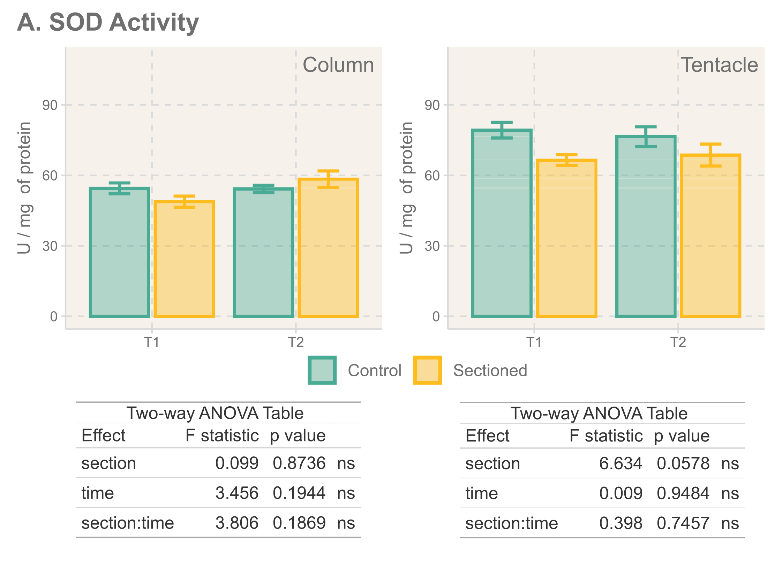 A. SOD Activity
Column
U / mg of protein
90
60
30
0
T1 T2
Tentacle
U / mg of protein
90
60
30
0
T1 T2
Control Sectioned
Two-way ANOVA Table
Effect F statistic p value
section 0.099 0.8736 ns
time 3.456 0.1944 ns
section:time 3.806 0.1869 ns
Two-way ANOVA Table
Effect F statistic p value
section 6.634 0.0578 ns
time 0.009 0.9484 ns
section:time 0.398 0.7457 ns